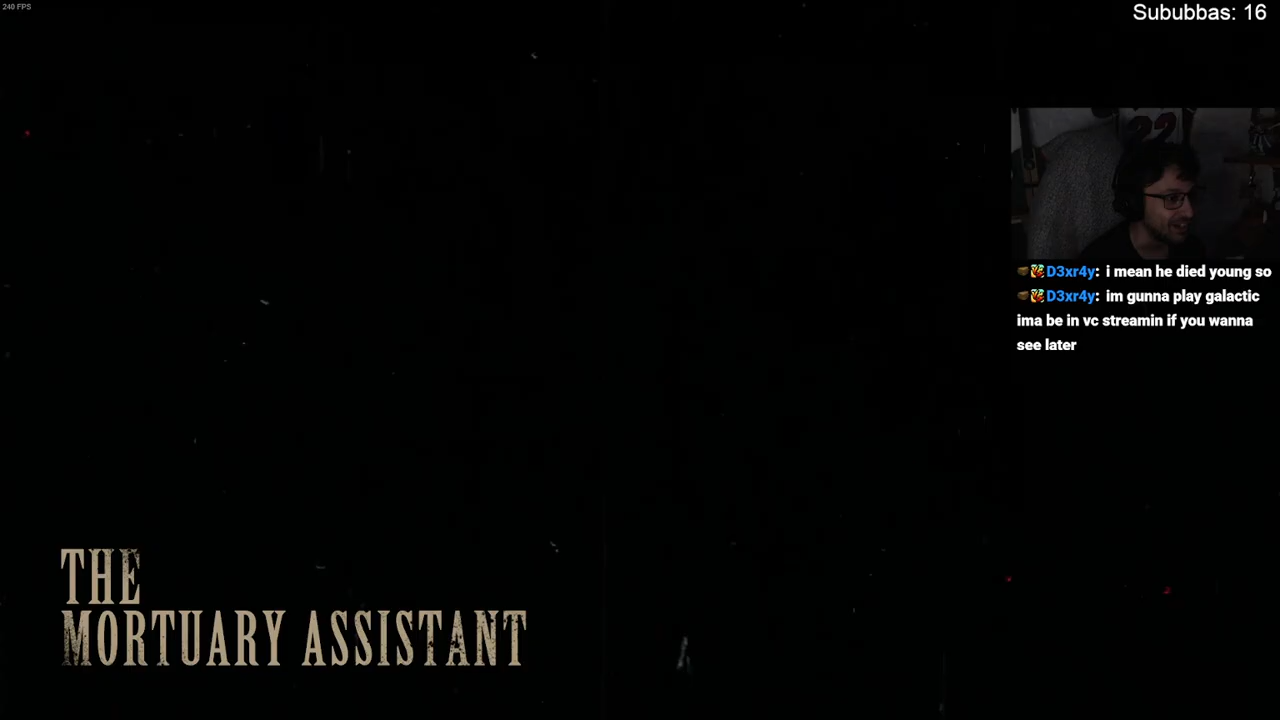 240 FPS
Sububbas: 16
22
D3xr4y: i mean he died young so
D3xr4y: im gunna play galactic
ima be in vc streamin if you wanna
see later
THE
MORTUARY ASSISTANT